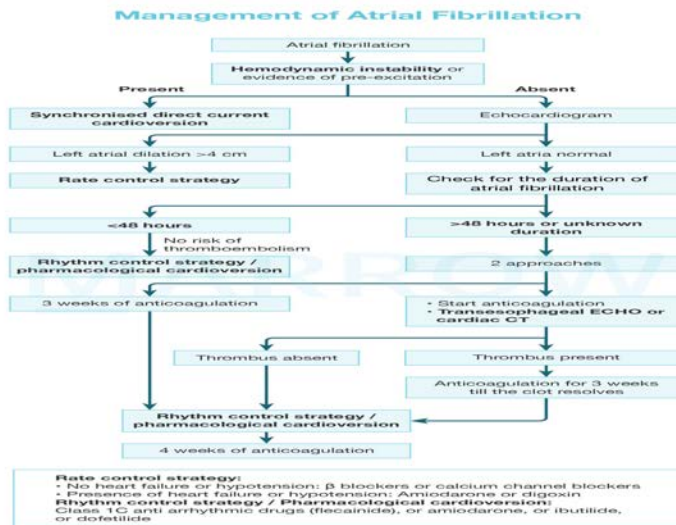 Management of Atrial Fibrillation
Atrial fibrillation
Hemodynamic instability or
evidence of pre-excitation
Present
Absent
Synchronised direct current
cardioversion
Echocardiogram
Left atrial dilation >4 cm
Left atria normal
Rate control strategy
Check for the duration of
atrial fibrillation
<48 hours
>48 hours or unknown
duration
No risk of
thromboembolism
Rhythm control strategy /
pharmacological cardioversion
2 approaches
MARROW
3 weeks of anticoagulation
• Start anticoagulation
• Transesophageal ECHO or
cardiac CT
Thrombus absent
Thrombus present
Anticoagulation for 3 weeks
till the clot resolves
Rhythm control strategy /
pharmacological cardioversion
4 weeks of anticoagulation
Rate control strategy:
• No heart failure or hypotension: β blockers or calcium channel blockers
• Presence of heart failure or hypotension: Amiodarone or digoxin
Rhythm control strategy / Pharmacological cardioversion:
Class 1C anti arrhythmic drugs (flecainide), or amiodarone, or ibutilide,
or dofetilide